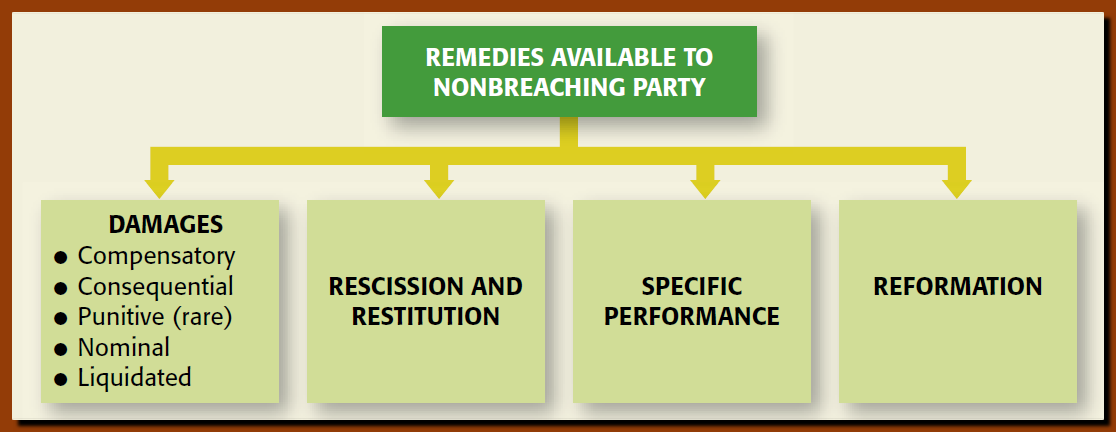 REMEDIES AVAILABLE TO
NONBREACHING PARTY
DAMAGES
● Compensatory
● Consequential
● Punitive (rare)
● Nominal
● Liquidated
RESCISSION AND
RESTITUTION
SPECIFIC
PERFORMANCE
REFORMATION